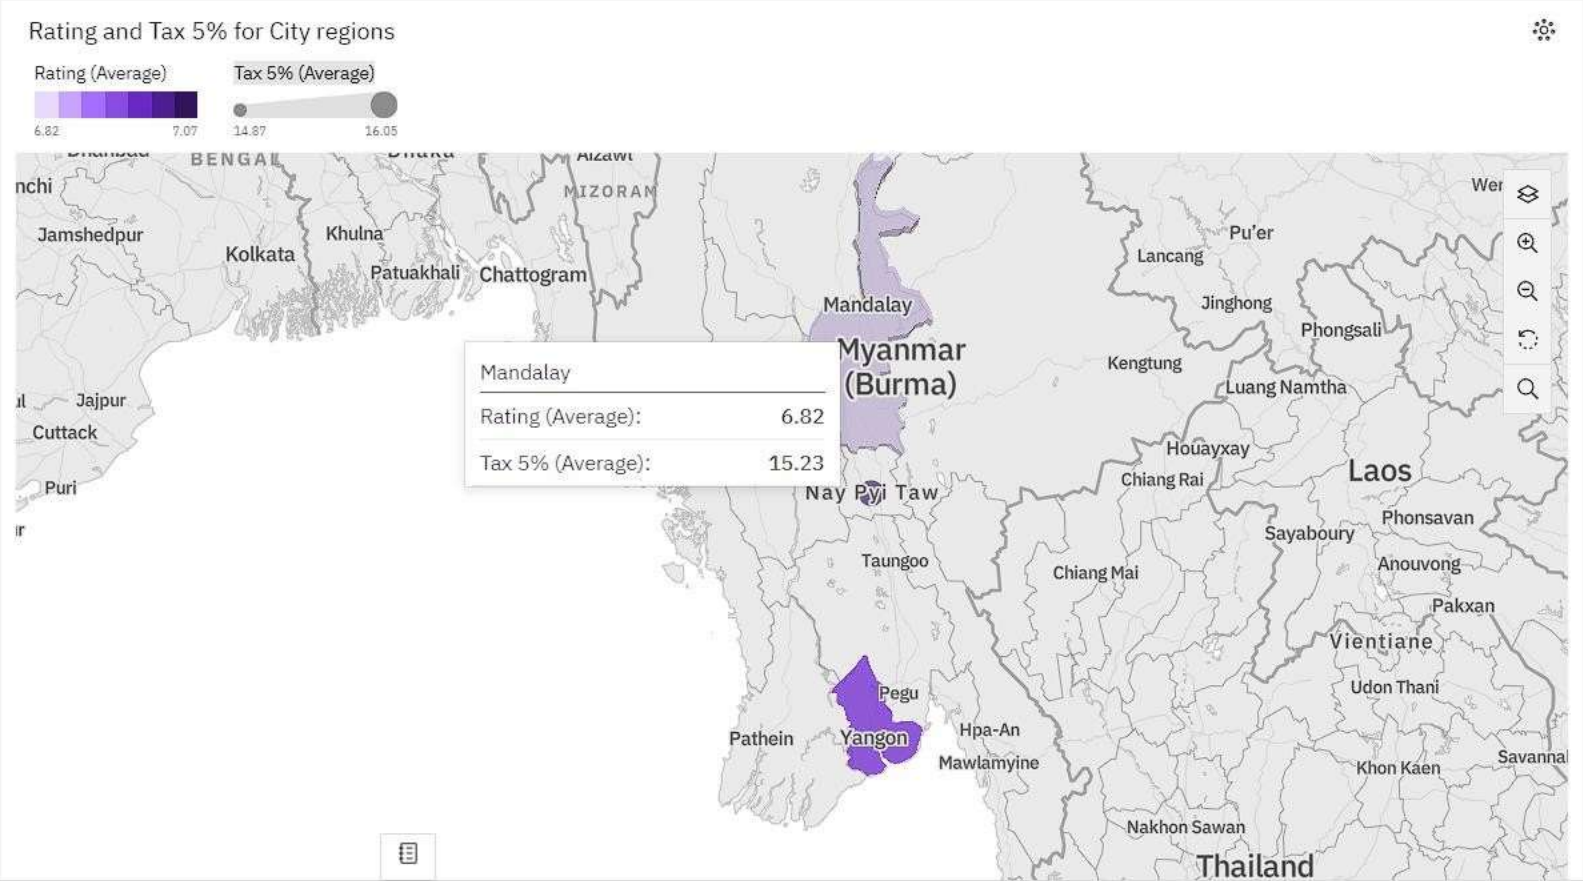 Rating and Tax 5% for City regions
Rating (Average)
Tax 5% (Average)
6.82
7.07
14.87
16.05
Dhanbad
BENGAL
Dhaka
Aizawl
nchi
MIZORAM
Wer
Jamshedpur
Khulna
Pu'er
Kolkata
Patuakhali
Chattogram
Lancang
Mandalay
Jinghong
Phongsali
Myanmar
(Burma)
Kengtung
Mandalay
Luang Namtha
Jajpur
Rating (Average):
6.82
Cuttack
Houayxay
Tax 5% (Average):
15.23
Laos
Chiang Rai
Puri
Nay Pyi Taw
Phonsavan
Sayaboury
Taungoo
Anouvong
Chiang Mai
Pakxan
Vientiane
Pegu
Udon Thani
Yangon
Pathein
Hpa-An
Savannal
Mawlamyine
Khon Kaen
Nakhon Sawan
Thailand